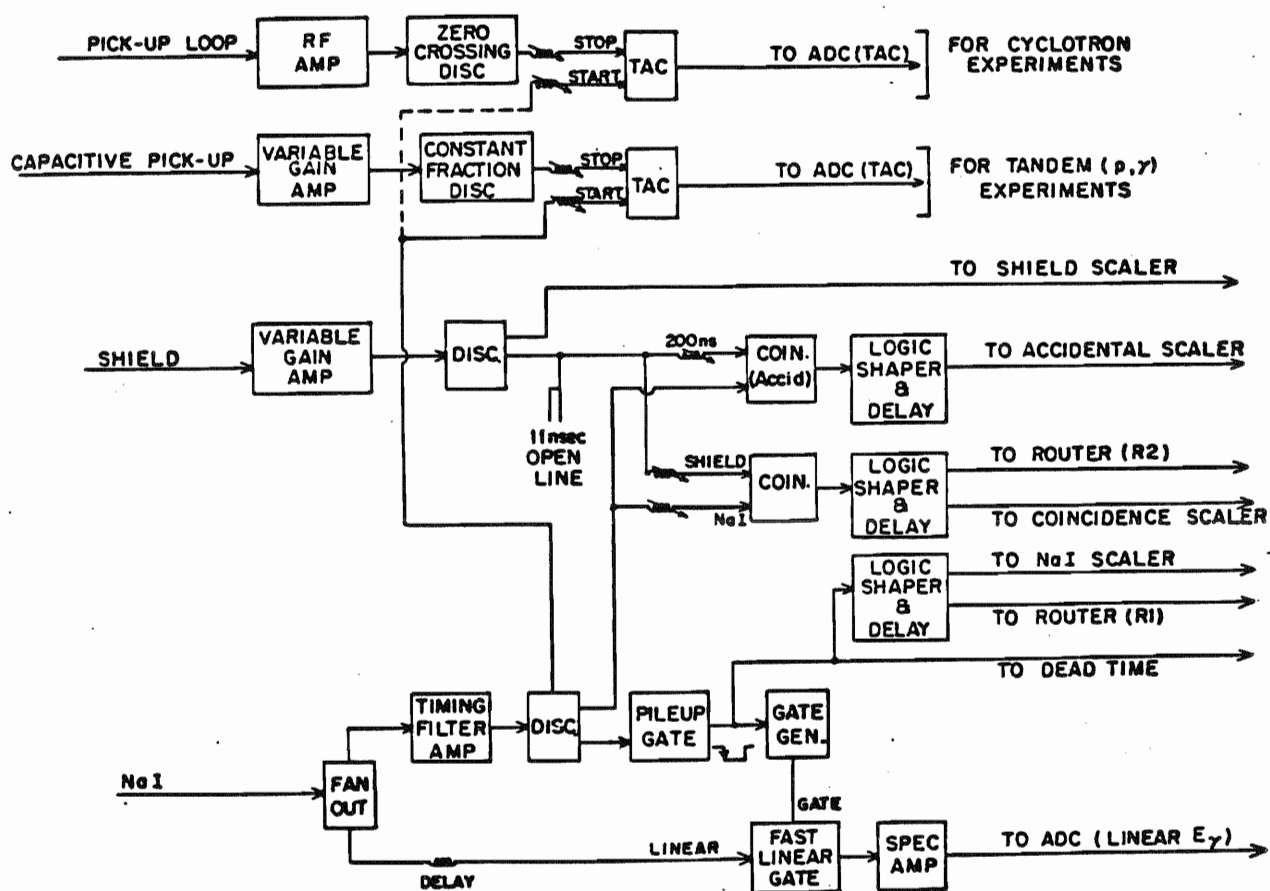 PICK-UP LOOP
RF
AMP
ZERO
CROSSING
DISC
STOP
START
TAC
TO ADC (TAC)
FOR CYCLOTRON
EXPERIMENTS
CAPACITIVE PICK-UP
VARIABLE
GAIN
AMP
CONSTANT
FRACTION
DISC
STOP
START
TAC
TO ADC (TAC)
FOR TANDEM (p,γ)
EXPERIMENTS
TO SHIELD SCALER
SHIELD
VARIABLE
GAIN
AMP
DISC.
200ns
COIN.
(Accid)
LOGIC
SHAPER
&
DELAY
TO ACCIDENTAL SCALER
11nsec
OPEN
LINE
SHIELD
NaI
COIN.
LOGIC
SHAPER
&
DELAY
TO ROUTER (R2)
TO COINCIDENCE SCALER
LOGIC
SHAPER
&
DELAY
TO NaI SCALER
TO ROUTER (R1)
TO DEAD TIME
TIMING
FILTER
AMP
DISC.
PILEUP
GATE
GATE
GEN.
NaI
FAN
OUT
GATE
DELAY
LINEAR
FAST
LINEAR
GATE
SPEC
AMP
TO ADC (LINEAR Eγ)